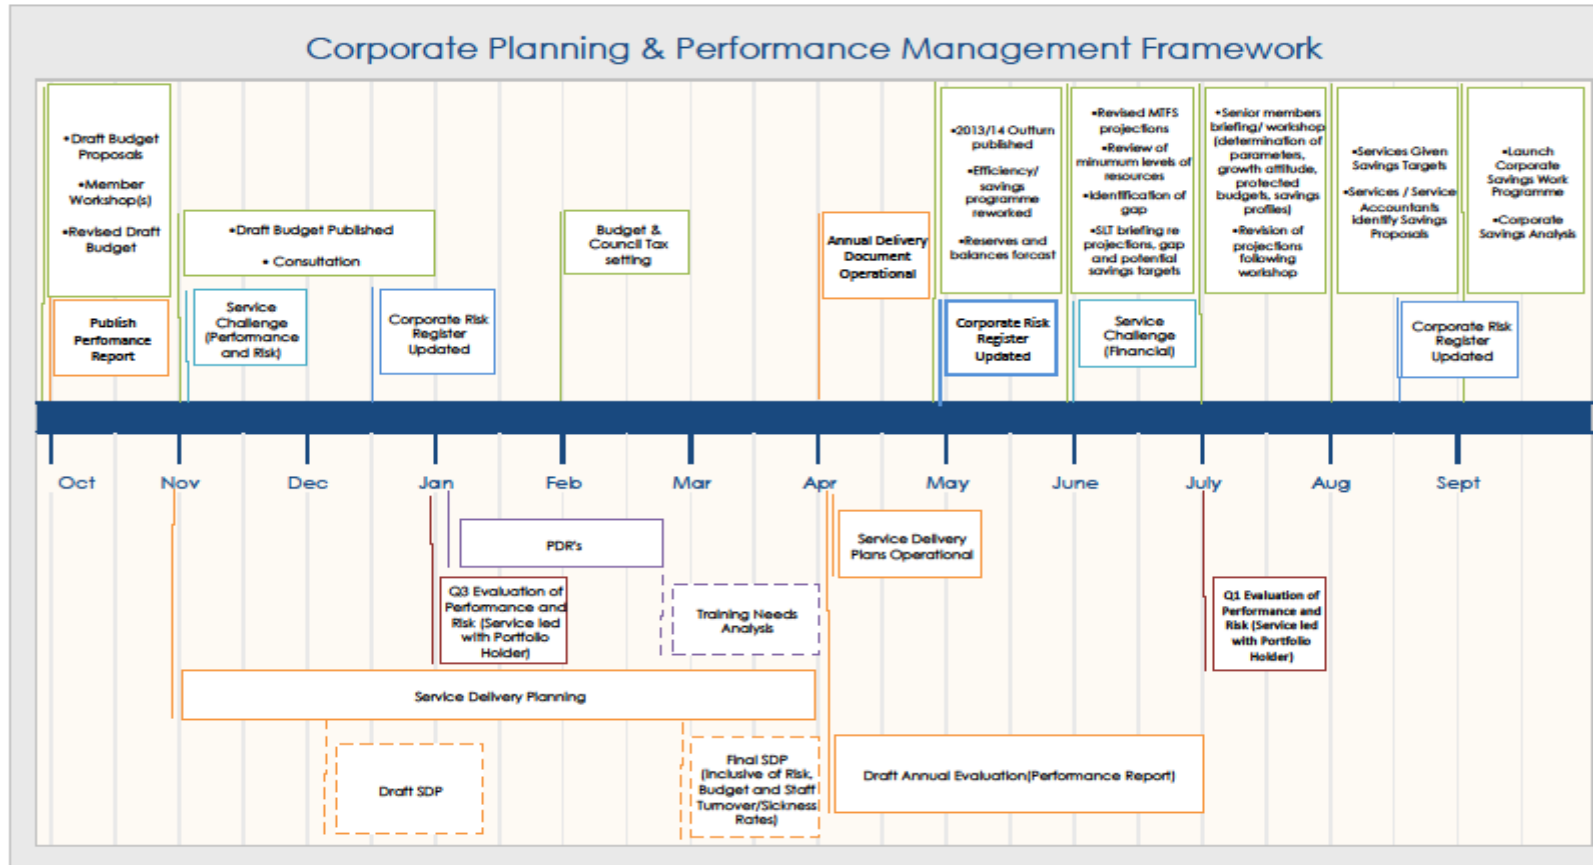 Corporate Planning & Performance Management Framework
•Draft Budget
Proposals
•Member
Workshop(s)
•Revised Draft
Budget
Publish
Perfomance
Report
•Draft Budget Published
• Consultation
Service
Challenge
(Performance
and Risk)
Corporate Risk
Register
Updated
Budget &
Council Tax
setting
Annual Delivery
Document
Operational
•2013/14 Outturn
published
•Efficiency/
savings
programme
reworked
•Reserves and
balances forcast
Corporate Risk
Register
Updated
•Revised MTFS
projections
•Review of
minumum levels of
resources
•Identification of
gap
•SLT briefing re
projections, gap
and potential
savings targets
Service
Challenge
(Financial)
•Senior members
briefing/ workshop
(determination of
parameters,
growth attitude,
protected
budgets, savings
profiles)
•Revision of
projections
following
workshop
•Services Given
Savings Targets
•Services / Service
Accountants
identify Savings
Proposals
•Launch
Corporate
Savings Work
Programme
•Corporate
Savings Analysis
Corporate Risk
Register
Updated
Oct
Nov
Dec
Jan
Feb
Mar
Apr
May
June
July
Aug
Sept
PDR's
Q3 Evaluation of
Performance and
Risk (Service led
with Portfolio
Holder)
Training Needs
Analysis
Service Delivery
Plans Operational
Q1 Evaluation of
Performance and
Risk (Service led
with Portfolio
Holder)
Service Delivery Planning
Draft SDP
Final SDP
(Inclusive of Risk,
Budget and Staff
Turnover/Sickness
Rates)
Draft Annual Evaluation(Performance Report)